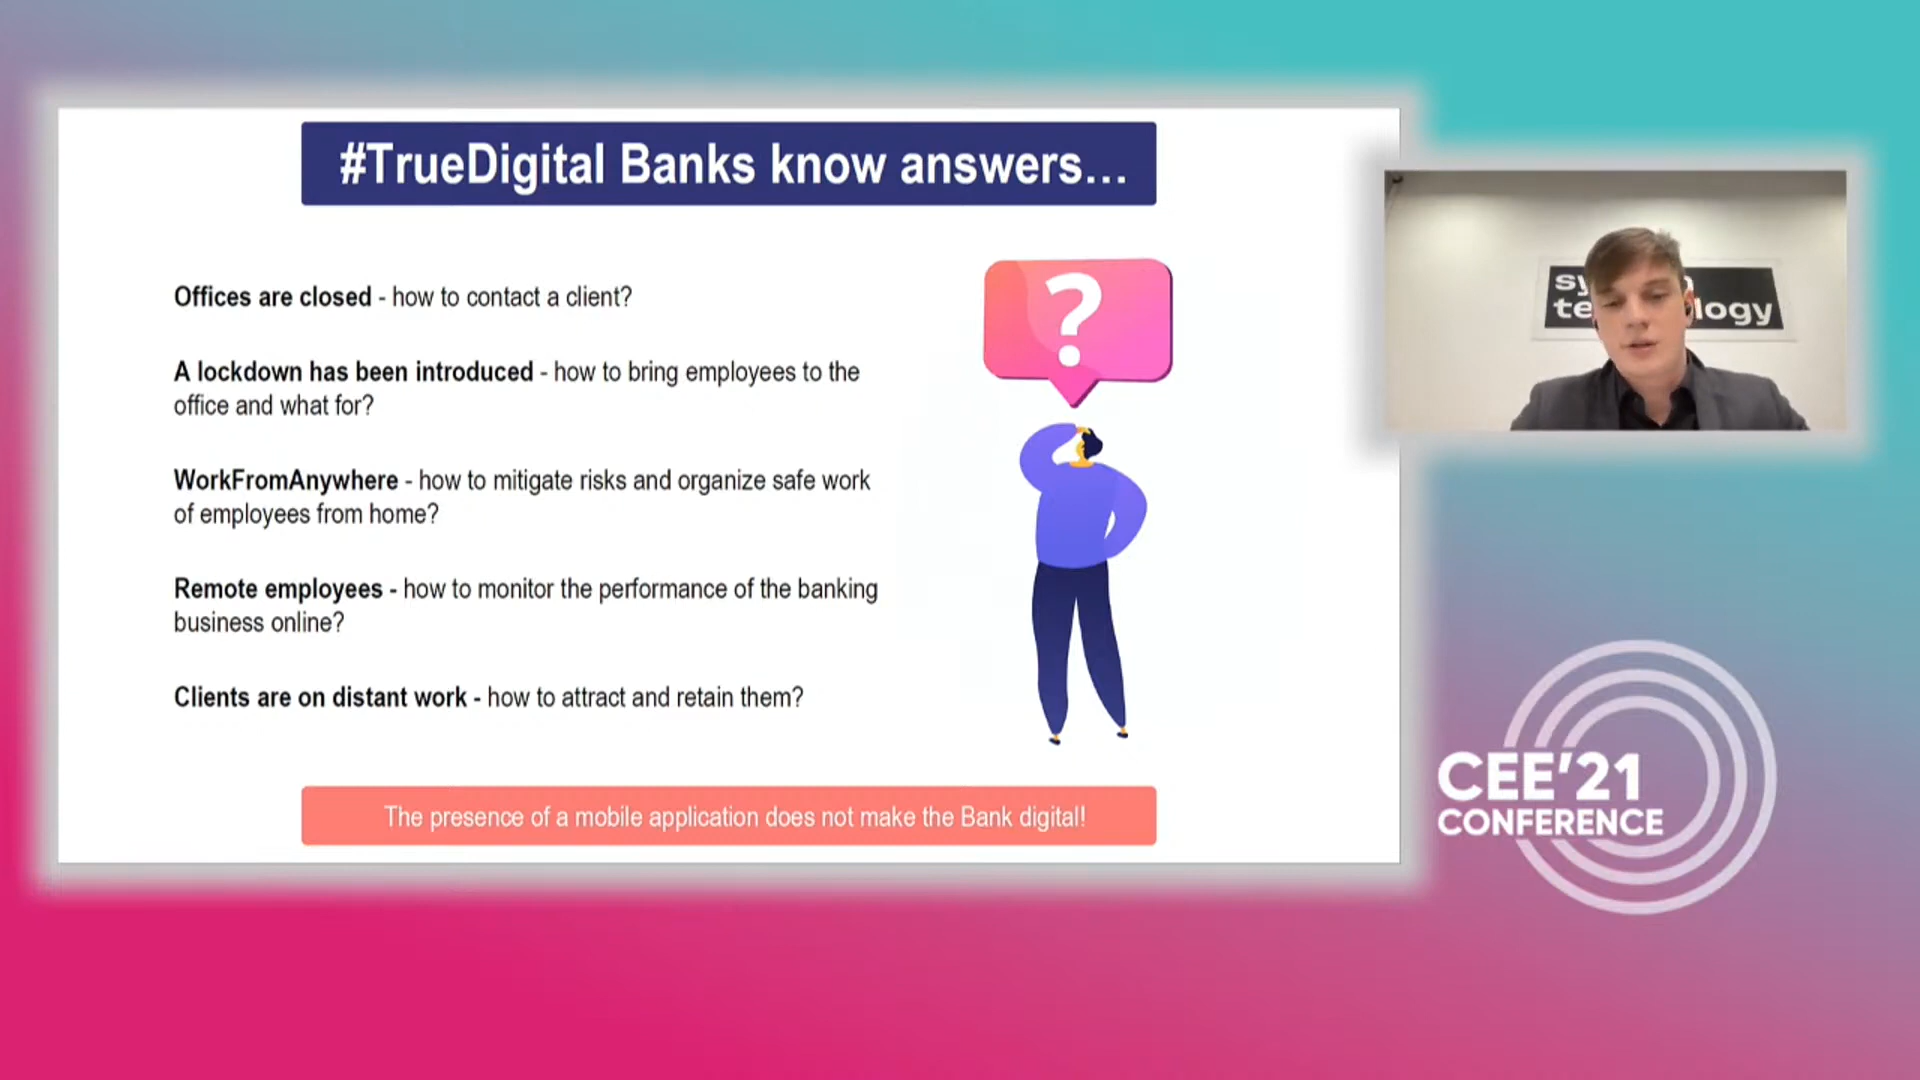 #TrueDigital Banks know answers...
Offices are closed - how to contact a client?
A lockdown has been introduced - how to bring employees to the
office and what for?
WorkFromAnywhere - how to mitigate risks and organize safe work
of employees from home?
Remote employees - how to monitor the performance of the banking
business online?
Clients are on distant work - how to attract and retain them?
The presence of a mobile application does not make the Bank digital!
?
CEE'21
CONFERENCE